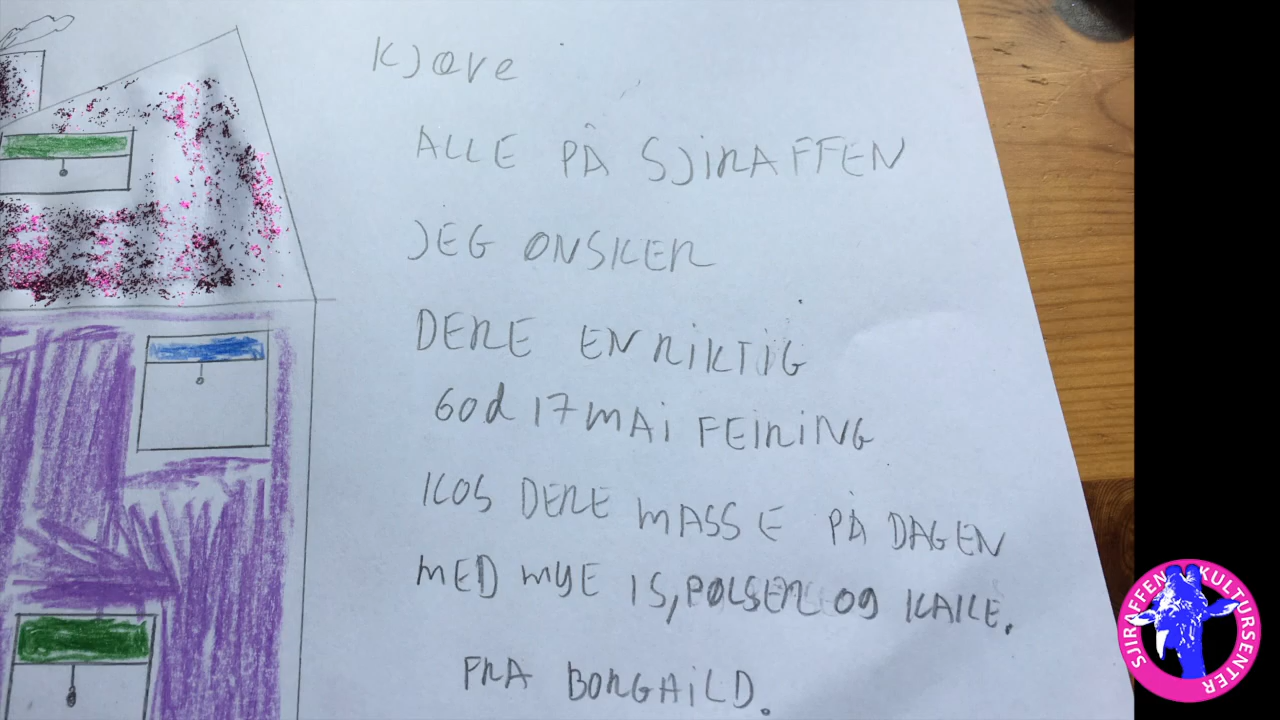 Kjære
ALLE PÅ SJiRAFFEN
JEG ØNSKER
DERE EN RiKTiG
GOd 17 MAi FEIRiNG
KOS DERE MASSE PÅ DAGEN
MED MYE IS, PØLSER OG KAKE.
FRA BORGHiLD.
SJIRAFFEN KULTURSENTER